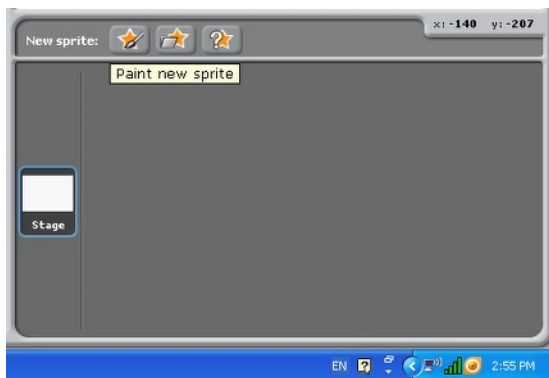 x: -140 y: -207
New sprite:
Paint new sprite
Stage
EN 2:55 PM